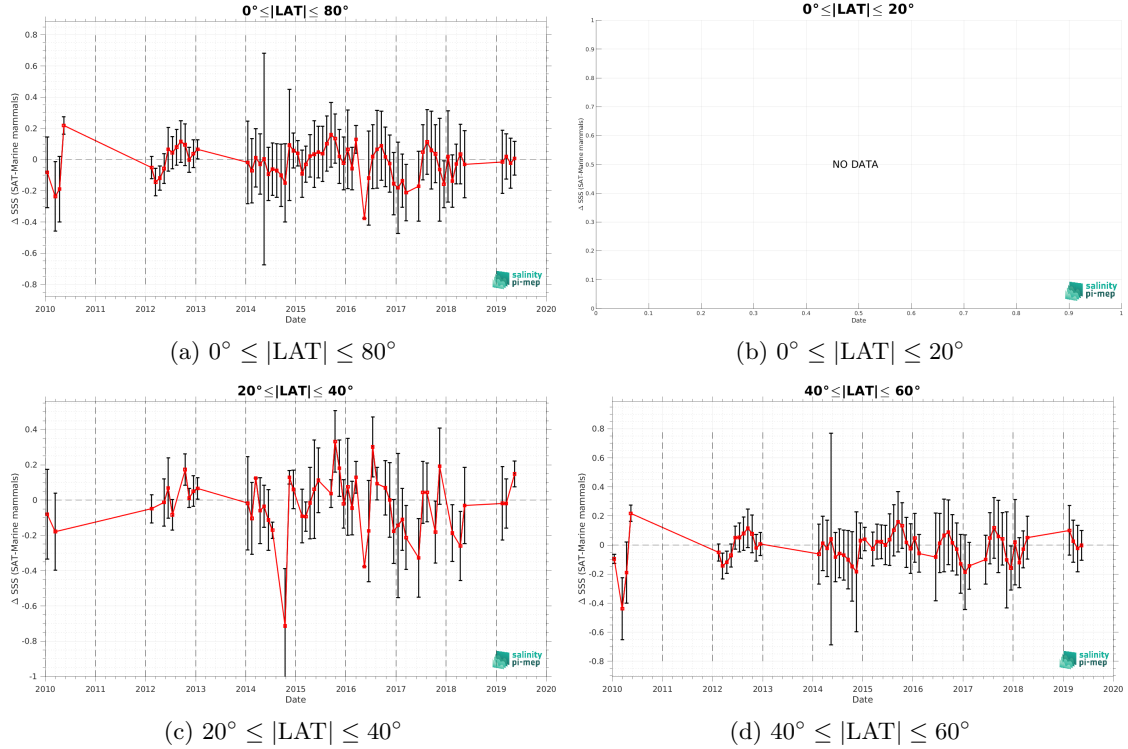 0°≤|LAT|≤ 80°
Δ SSS (SAT-Marine mammals)
0.8
0.6
0.4
0.2
0
-0.2
-0.4
-0.6
-0.8
2010 2011 2012 2013 2014 2015 2016 2017 2018 2019 2020
Date
salinity
pi-mep
(a) 0° ≤ |LAT| ≤ 80°
0°≤|LAT|≤ 20°
Δ SSS (SAT-Marine mammals)
1
0.9
0.8
0.7
0.6
0.5
0.4
0.3
0.2
0.1
0
NO DATA
0 0.1 0.2 0.3 0.4 0.5 0.6 0.7 0.8 0.9 1
Date
salinity
pi-mep
(b) 0° ≤ |LAT| ≤ 20°
20°≤|LAT|≤ 40°
Δ SSS (SAT-Marine mammals)
0.4
0.2
0
-0.2
-0.4
-0.6
-0.8
-1
2010 2011 2012 2013 2014 2015 2016 2017 2018 2019 2020
Date
salinity
pi-mep
(c) 20° ≤ |LAT| ≤ 40°
40°≤|LAT|≤ 60°
Δ SSS (SAT-Marine mammals)
0.8
0.6
0.4
0.2
0
-0.2
-0.4
-0.6
-0.8
2010 2011 2012 2013 2014 2015 2016 2017 2018 2019 2020
Date
salinity
pi-mep
(d) 40° ≤ |LAT| ≤ 60°